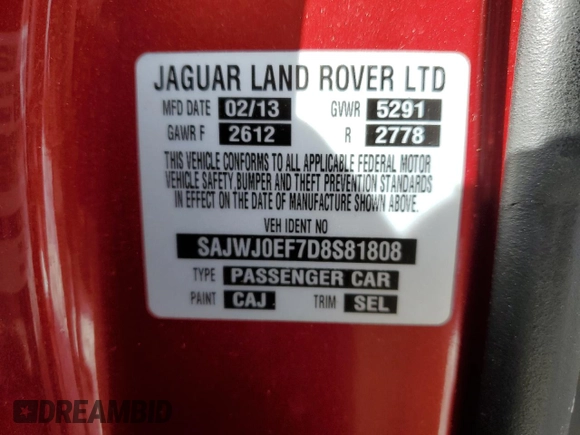 JAGUAR LAND ROVER LTD
MFD DATE 02/13 GVWR 5291
GAWR F 2612 R 2778
THIS VEHICLE CONFORMS TO ALL APPLICABLE FEDERAL MOTOR
VEHICLE SAFETY, BUMPER AND THEFT PREVENTION STANDARDS
IN EFFECT ON THE DATE OF MANUFACTURE SHOWN ABOVE.
VEH IDENT NO
SAJWJ0EF7D8S81808
TYPE PASSENGER CAR
PAINT CAJ TRIM SEL
DREAMBID